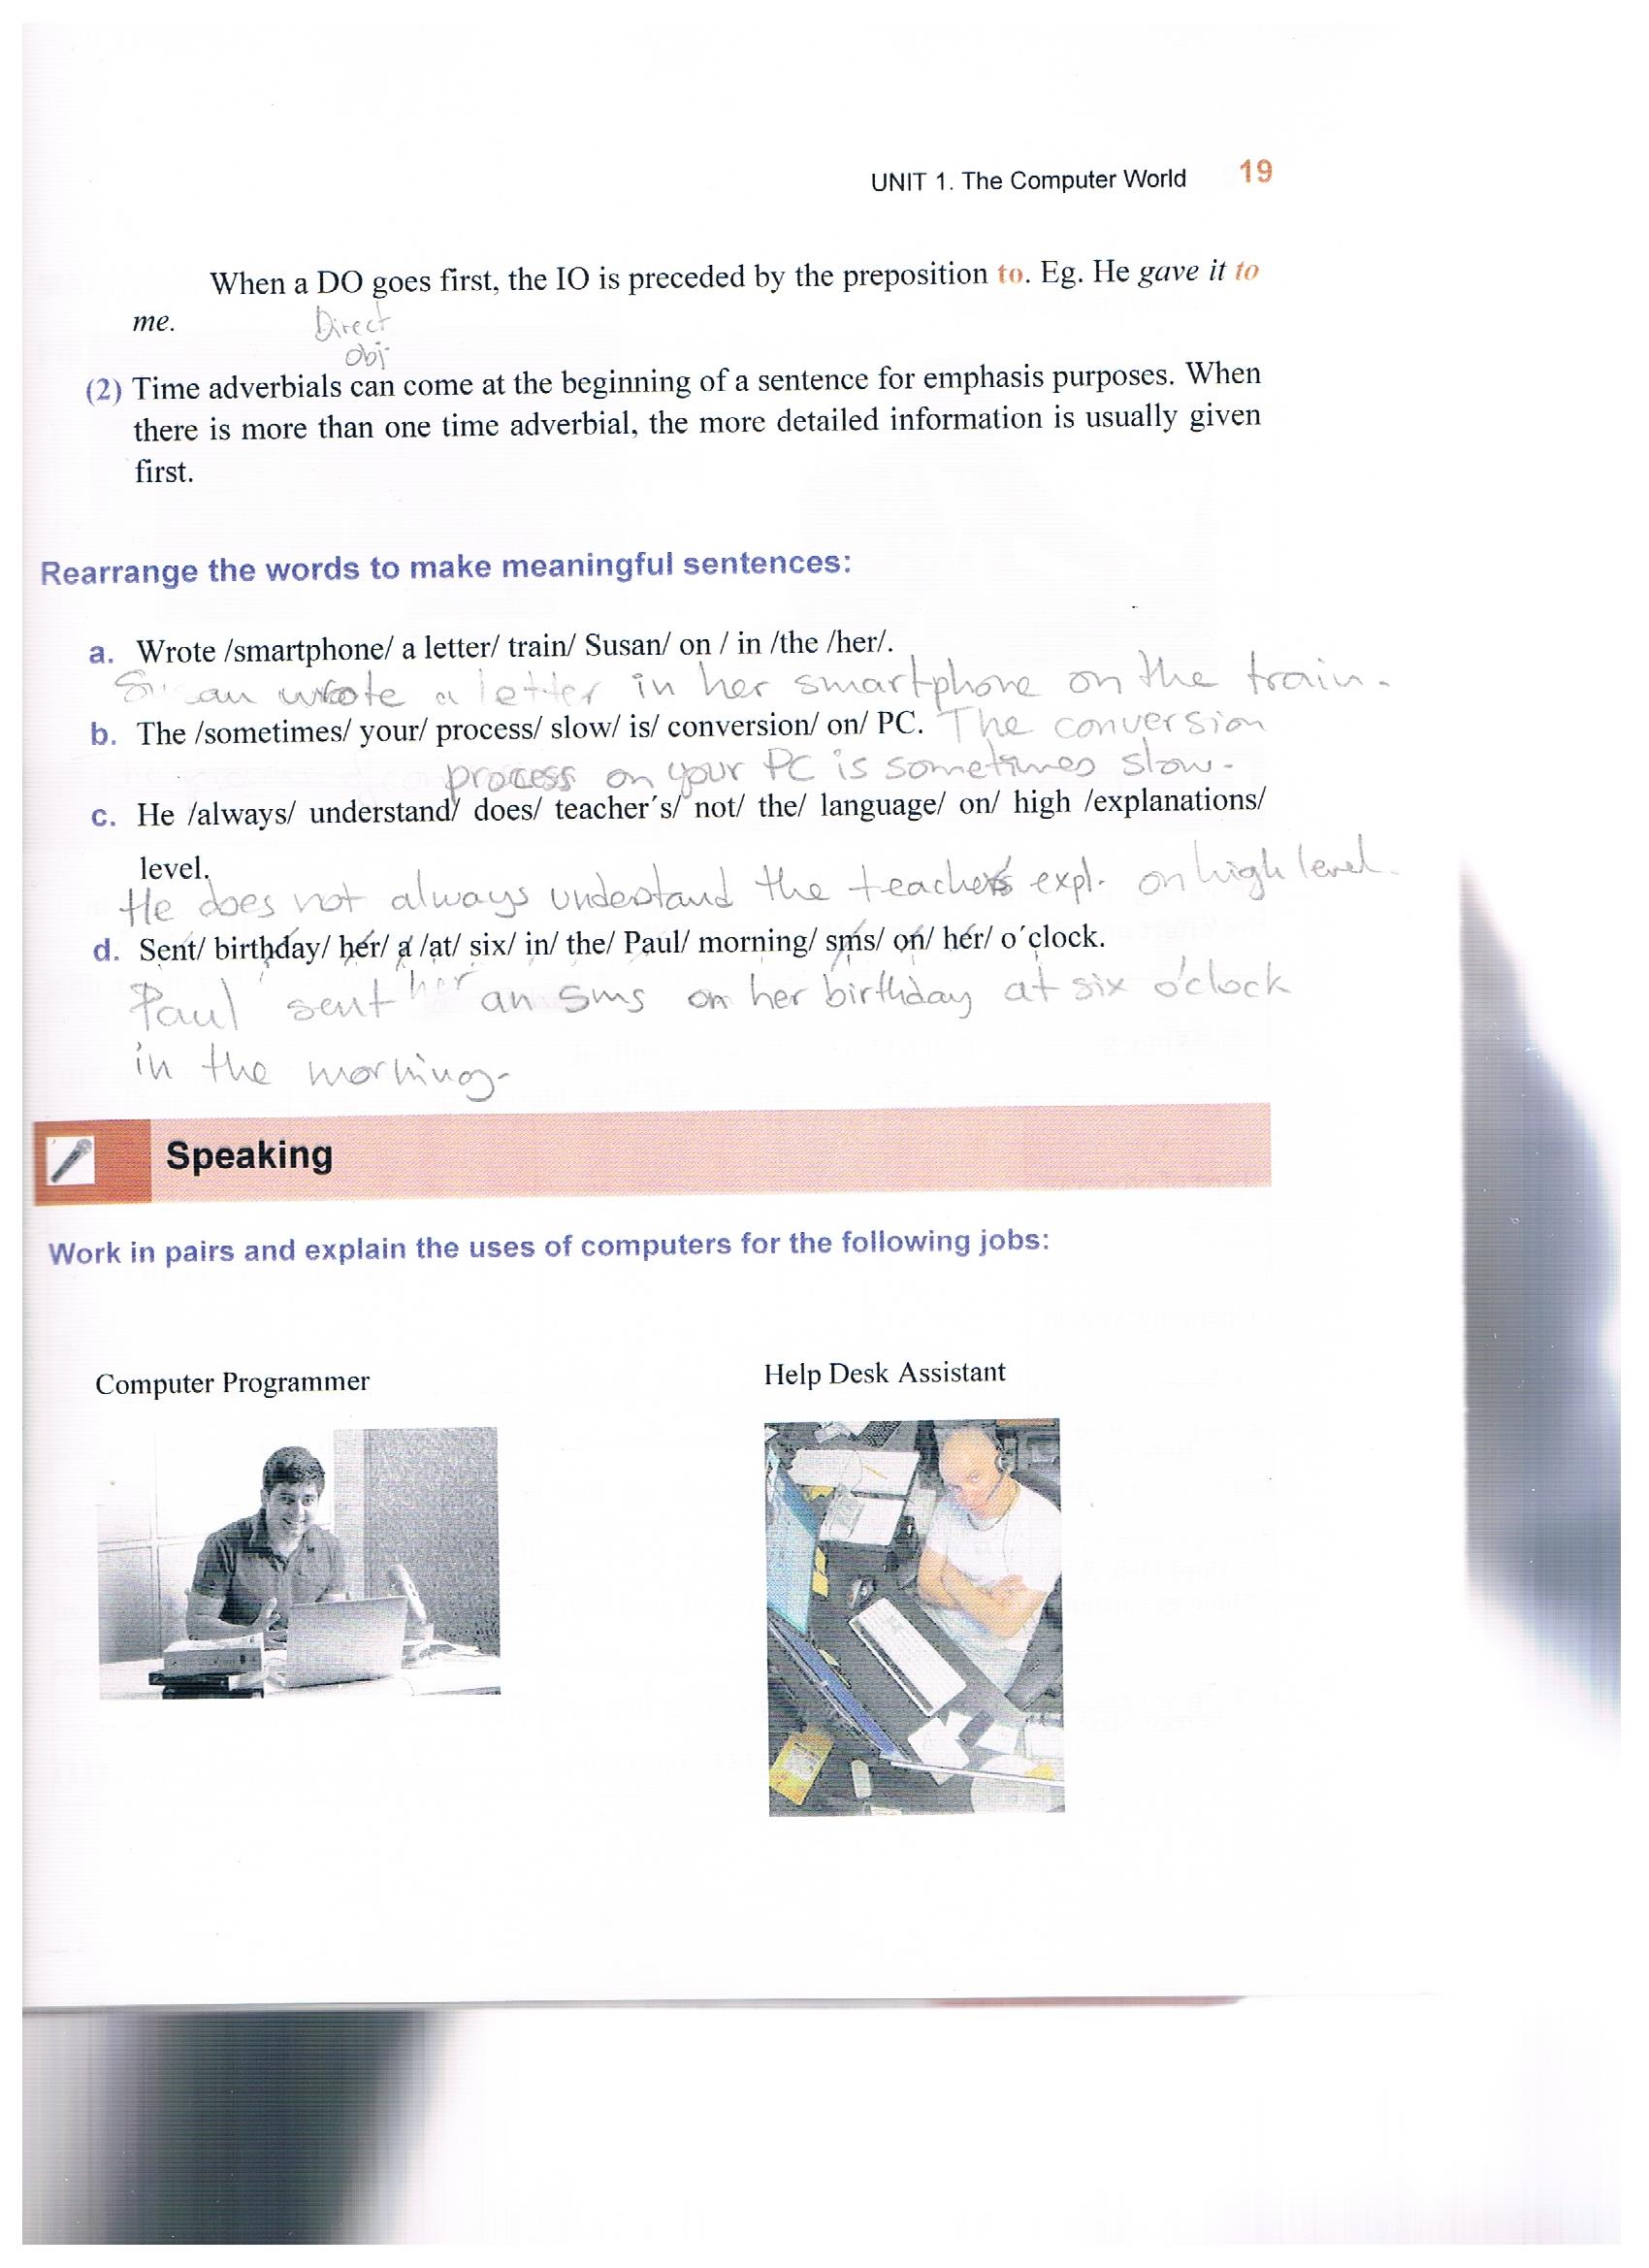 UNIT 1. The Computer World 19
When a DO goes first, the IO is preceded by the preposition to. Eg. He gave it to
me.
Direct
obj
(2) Time adverbials can come at the beginning of a sentence for emphasis purposes. When
there is more than one time adverbial, the more detailed information is usually given
first.
Rearrange the words to make meaningful sentences:
a. Wrote /smartphone/ a letter/ train/ Susan/ on / in /the /her/.
Susan wrote a letter in her smartphone on the train.
b. The /sometimes/ your/ process/ slow/ is/ conversion/ on/ PC. The conversion
process on your PC is sometimes slow.
c. He /always/ understand/ does/ teacher´s/ not/ the/ language/ on/ high /explanations/
level.
He does not always understand the teacher's expl. on high level.
d. Sent/ birthday/ her/ a /at/ six/ in/ the/ Paul/ morning/ sms/ on/ her/ o´clock.
Paul sent her an sms on her birthday at six o'clock
in the morning.
Speaking
Work in pairs and explain the uses of computers for the following jobs:
Computer Programmer
Help Desk Assistant